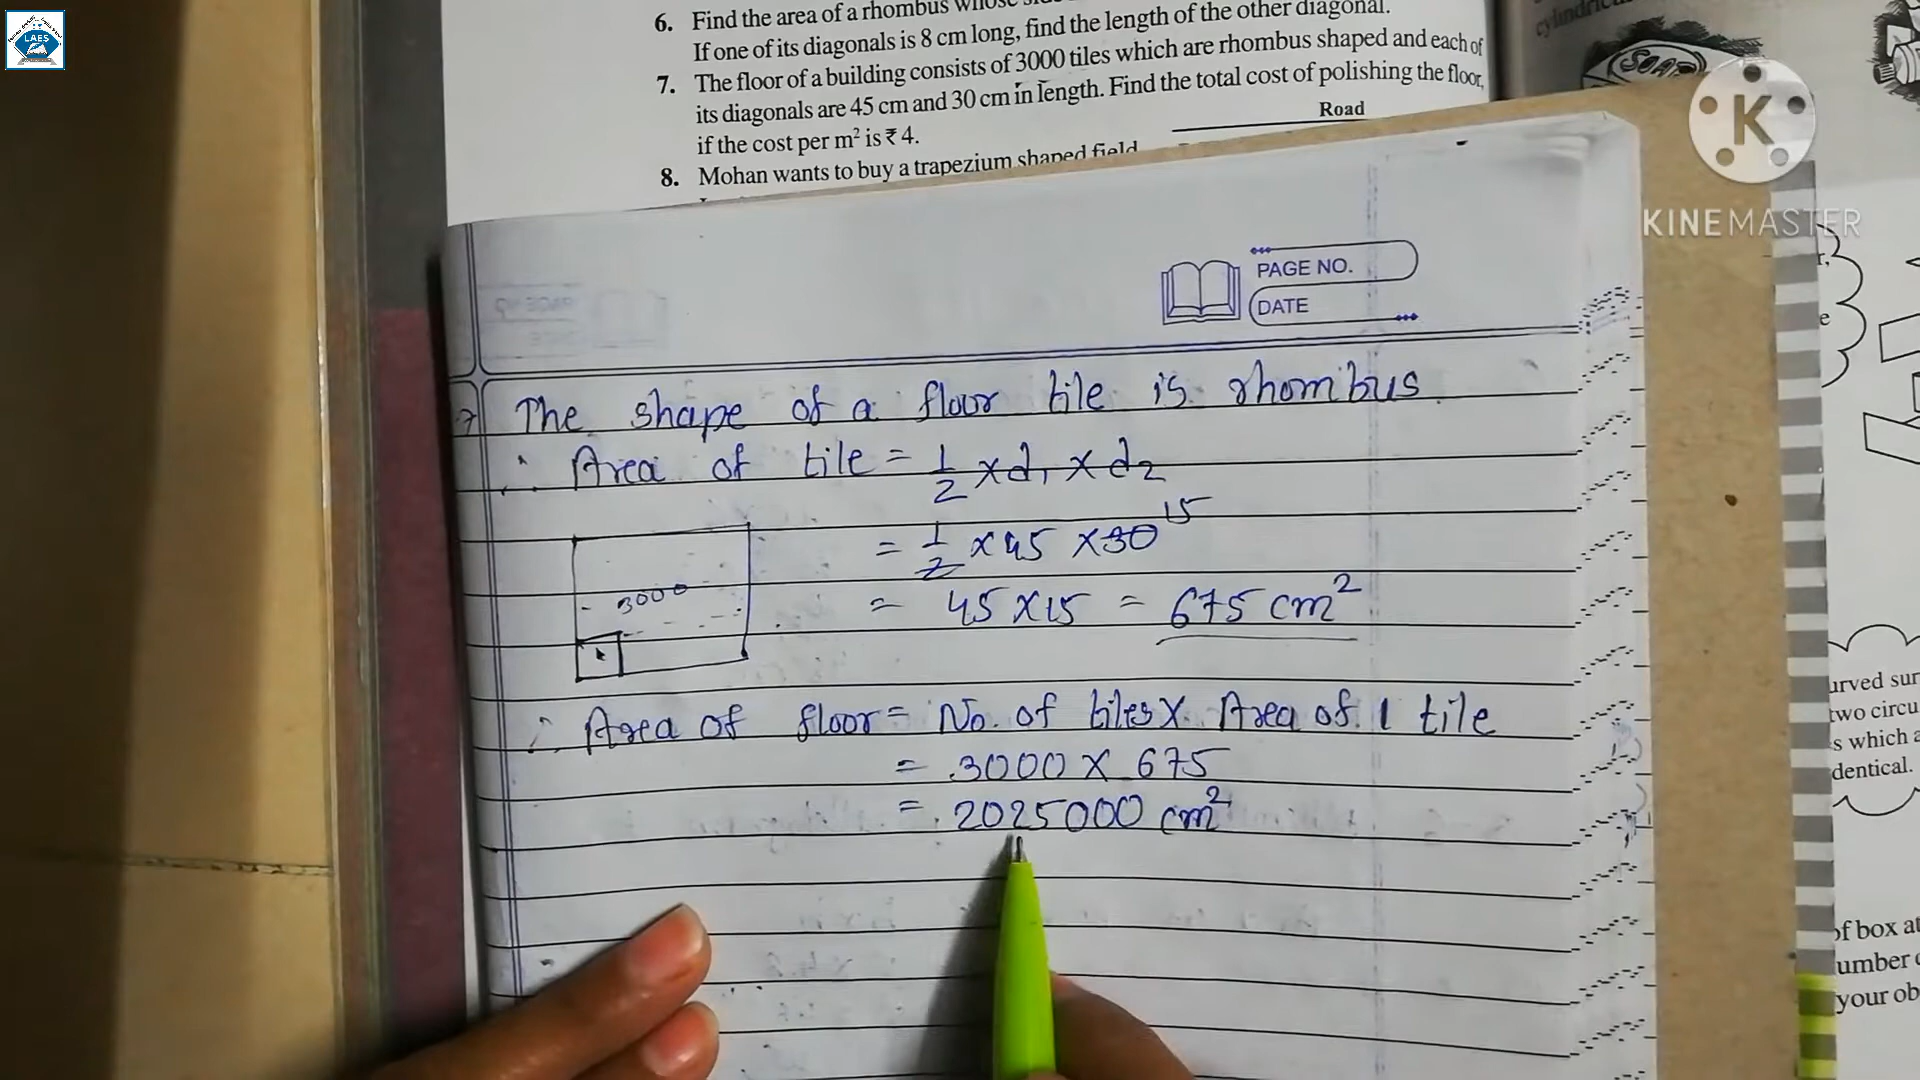 LAES
6. Find the area of a rhombus whose
If one of its diagonals is 8 cm long, find the length of the other diagonal.
7. The floor of a building consists of 3000 tiles which are rhombus shaped and each of
its diagonals are 45 cm and 30 cm in length. Find the total cost of polishing the floor,
if the cost per m² is ₹ 4.
Road
8. Mohan wants to buy a trapezium shaped field
SOAP
K
KINEMASTER
PAGE NO.
DATE
7 The shape of a floor tile is rhombus.
∴ Area of tile = 1/2 × d₁ × d₂
= 1/2 × 45 × 30 15
3000
= 45 × 15 = 675 cm²
∴ Area of floor = No. of tiles × Area of 1 tile
= 3000 × 675
= 2025000 cm²
urved sur
two circu
s which a
dentical.
of box at
umber o
your ob